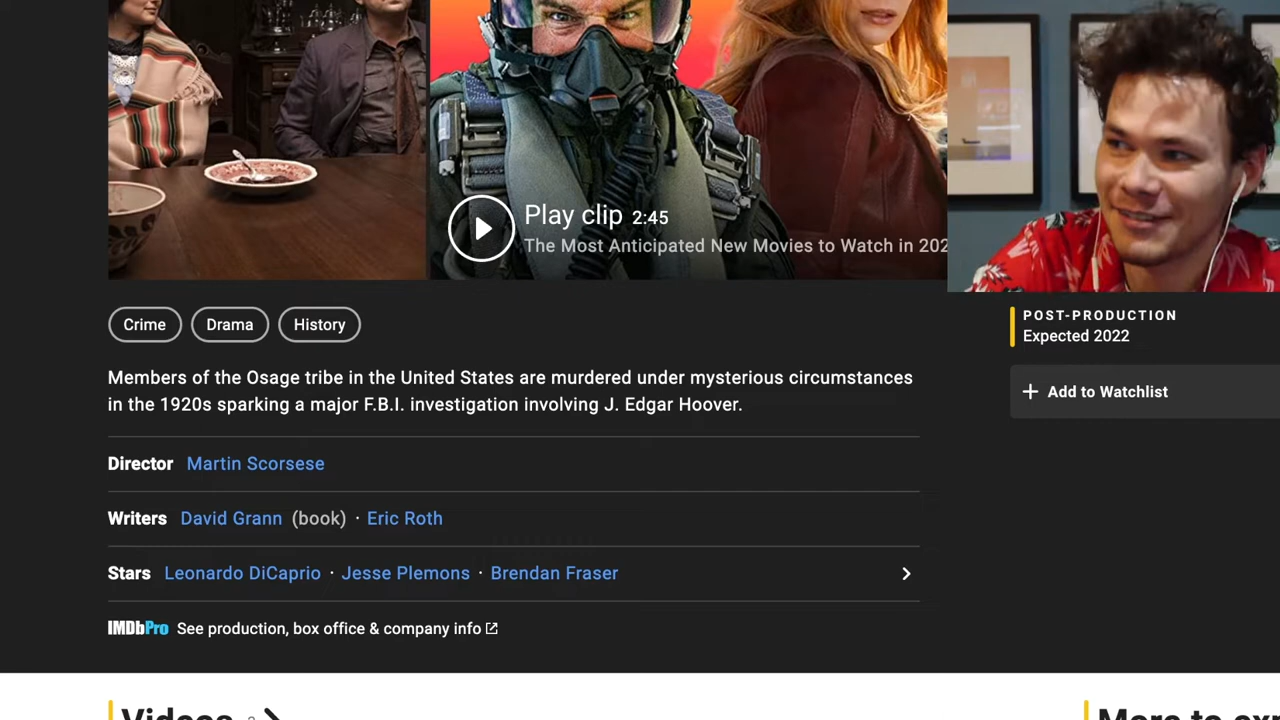 Play clip 2:45
The Most Anticipated New Movies to Watch in 202
Crime Drama History
POST-PRODUCTION
Expected 2022
Members of the Osage tribe in the United States are murdered under mysterious circumstances
in the 1920s sparking a major F.B.I. investigation involving J. Edgar Hoover.
+ Add to Watchlist
Director Martin Scorsese
Writers David Grann (book) · Eric Roth
Stars Leonardo DiCaprio · Jesse Plemons · Brendan Fraser
IMDbPro See production, box office & company info
Videos
More to